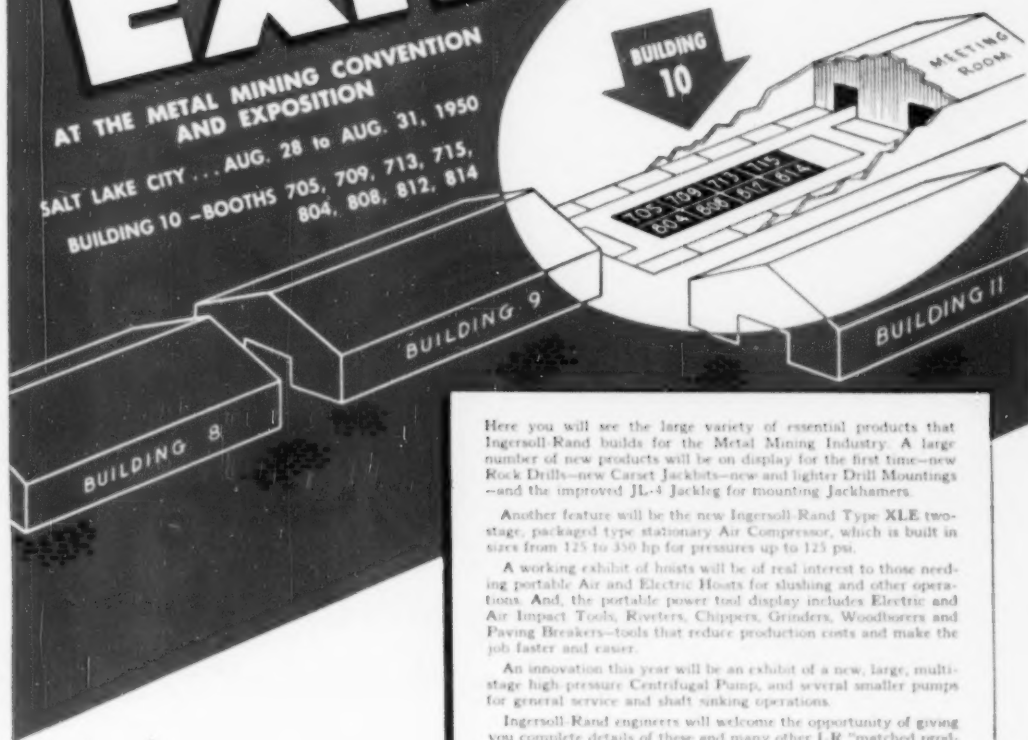 AT THE METAL MINING CONVENTION
AND EXPOSITION
SALT LAKE CITY ... AUG. 28 to AUG. 31, 1950
BUILDING 10 – BOOTHS 705, 709, 713, 715,
804, 808, 812, 814
BUILDING
10
MEETING
ROOM
705 709 713 715
804 808 812 814
BUILDING 8
BUILDING 9
BUILDING 11
Here you will see the large variety of essential products that
Ingersoll-Rand builds for the Metal Mining Industry. A large
number of new products will be on display for the first time—new
Rock Drills—new Carset Jackbits—new and lighter Drill Mountings
—and the improved JL-4 Jackleg for mounting Jackhamers.
Another feature will be the new Ingersoll-Rand Type XLE two-
stage, packaged type stationary Air Compressor, which is built in
sizes from 125 to 350 hp for pressures up to 125 psi.
A working exhibit of hoists will be of real interest to those need-
ing portable Air and Electric Hoists for slushing and other opera-
tions. And, the portable power tool display includes Electric and
Air Impact Tools, Riveters, Chippers, Grinders, Woodborers and
Paving Breakers—tools that reduce production costs and make the
job faster and easier.
An innovation this year will be an exhibit of a new, large, multi-
stage high-pressure Centrifugal Pump, and several smaller pumps
for general service and shaft sinking operations.
Ingersoll-Rand engineers will welcome the opportunity of giving
you complete details of these and many other I-R "matched prod-